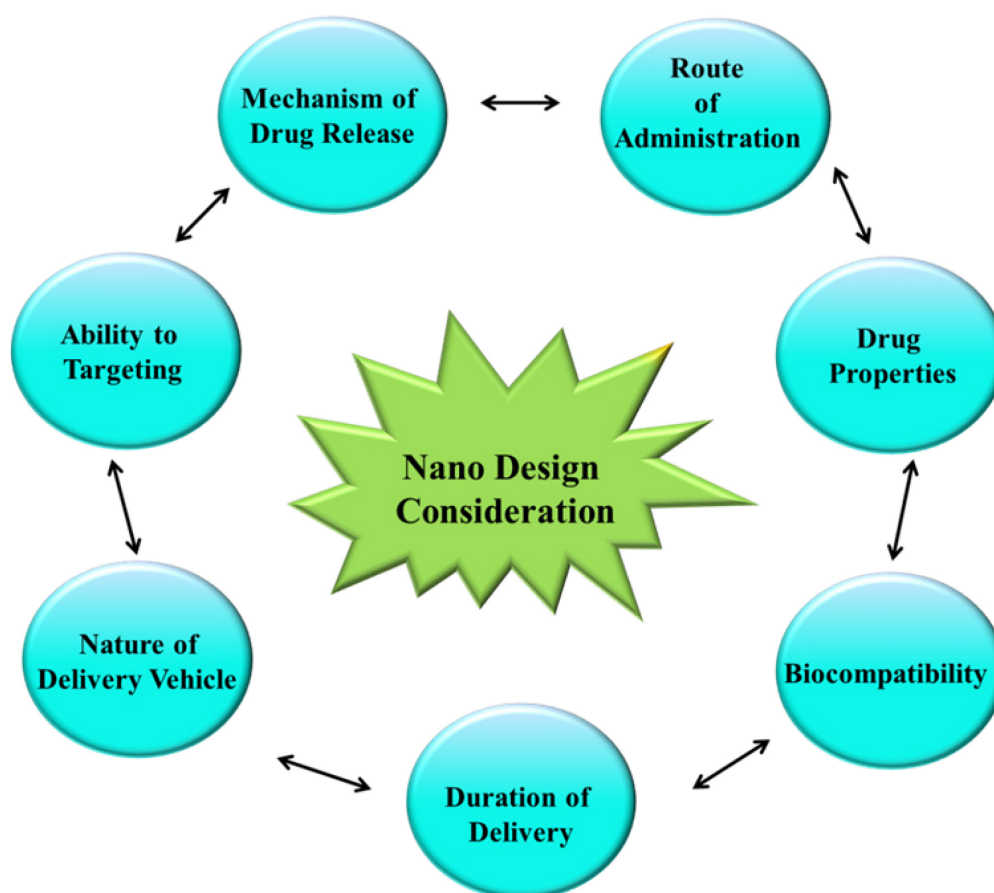 Mechanism of
Drug Release
Route
of
Administration
Ability to
Targeting
Drug
Properties
Nano Design
Consideration
Nature of
Delivery Vehicle
Biocompatibility
Duration of
Delivery